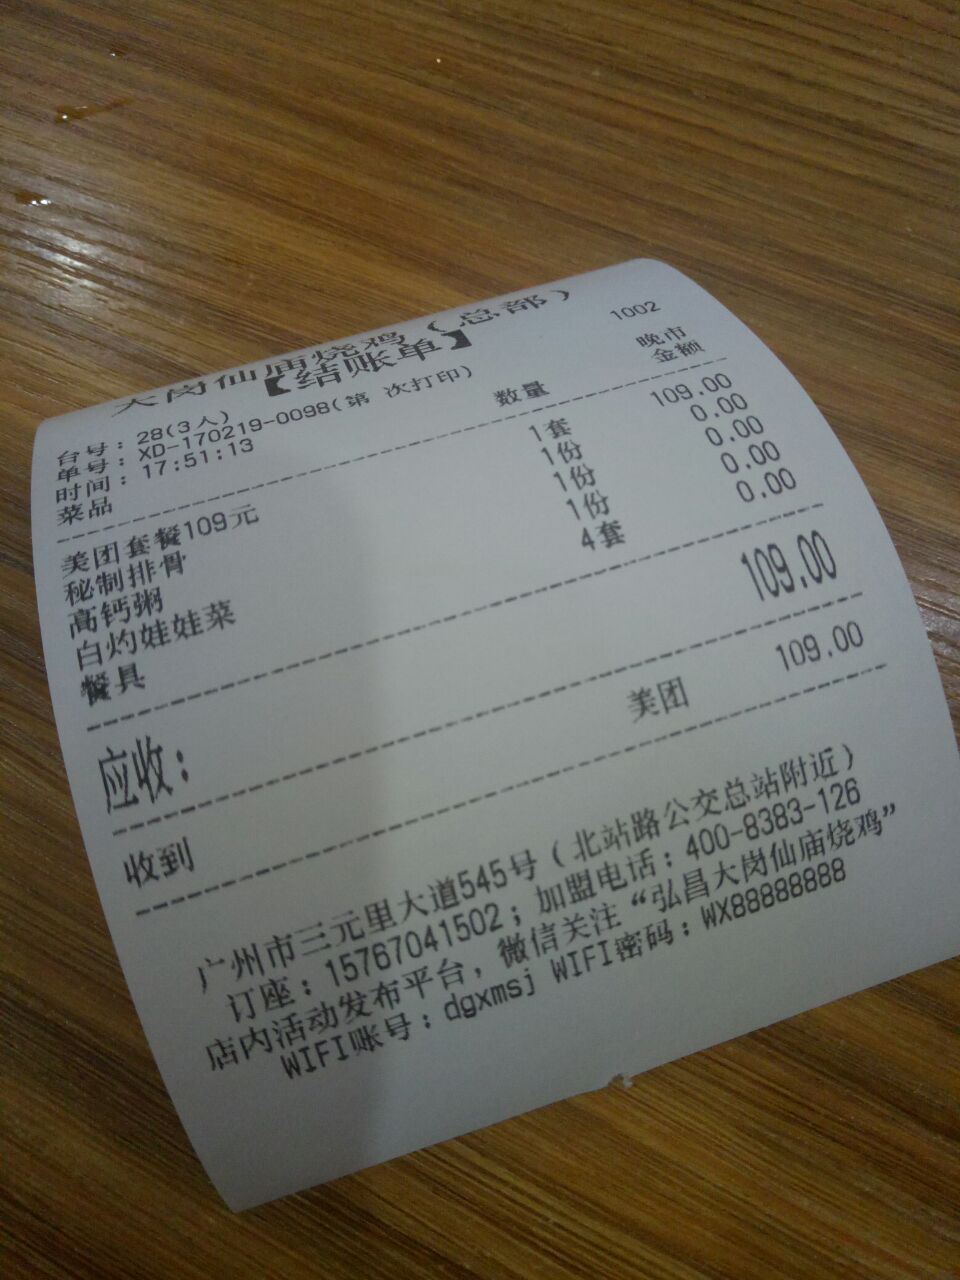 大岗仙庙烧鸡（总部）
【结账单】 1002
台号：28(3人) 晚市
单号：XD-170219-0098(第 次打印)
时间：17:51:13
菜品 数量 金额
美团套餐109元 1套 109.00
秘制排骨 1份 0.00
高钙粥 1份 0.00
白灼娃娃菜 1份 0.00
餐具 4套 0.00
应收： 109.00
收到 美团 109.00
广州市三元里大道545号（北站路公交总站附近）
订座：15767041502；加盟电话：400-8383-126
店内活动发布平台，微信关注“弘昌大岗仙庙烧鸡”
WIFI账号：dgxmsj WIFI密码：WX88888888